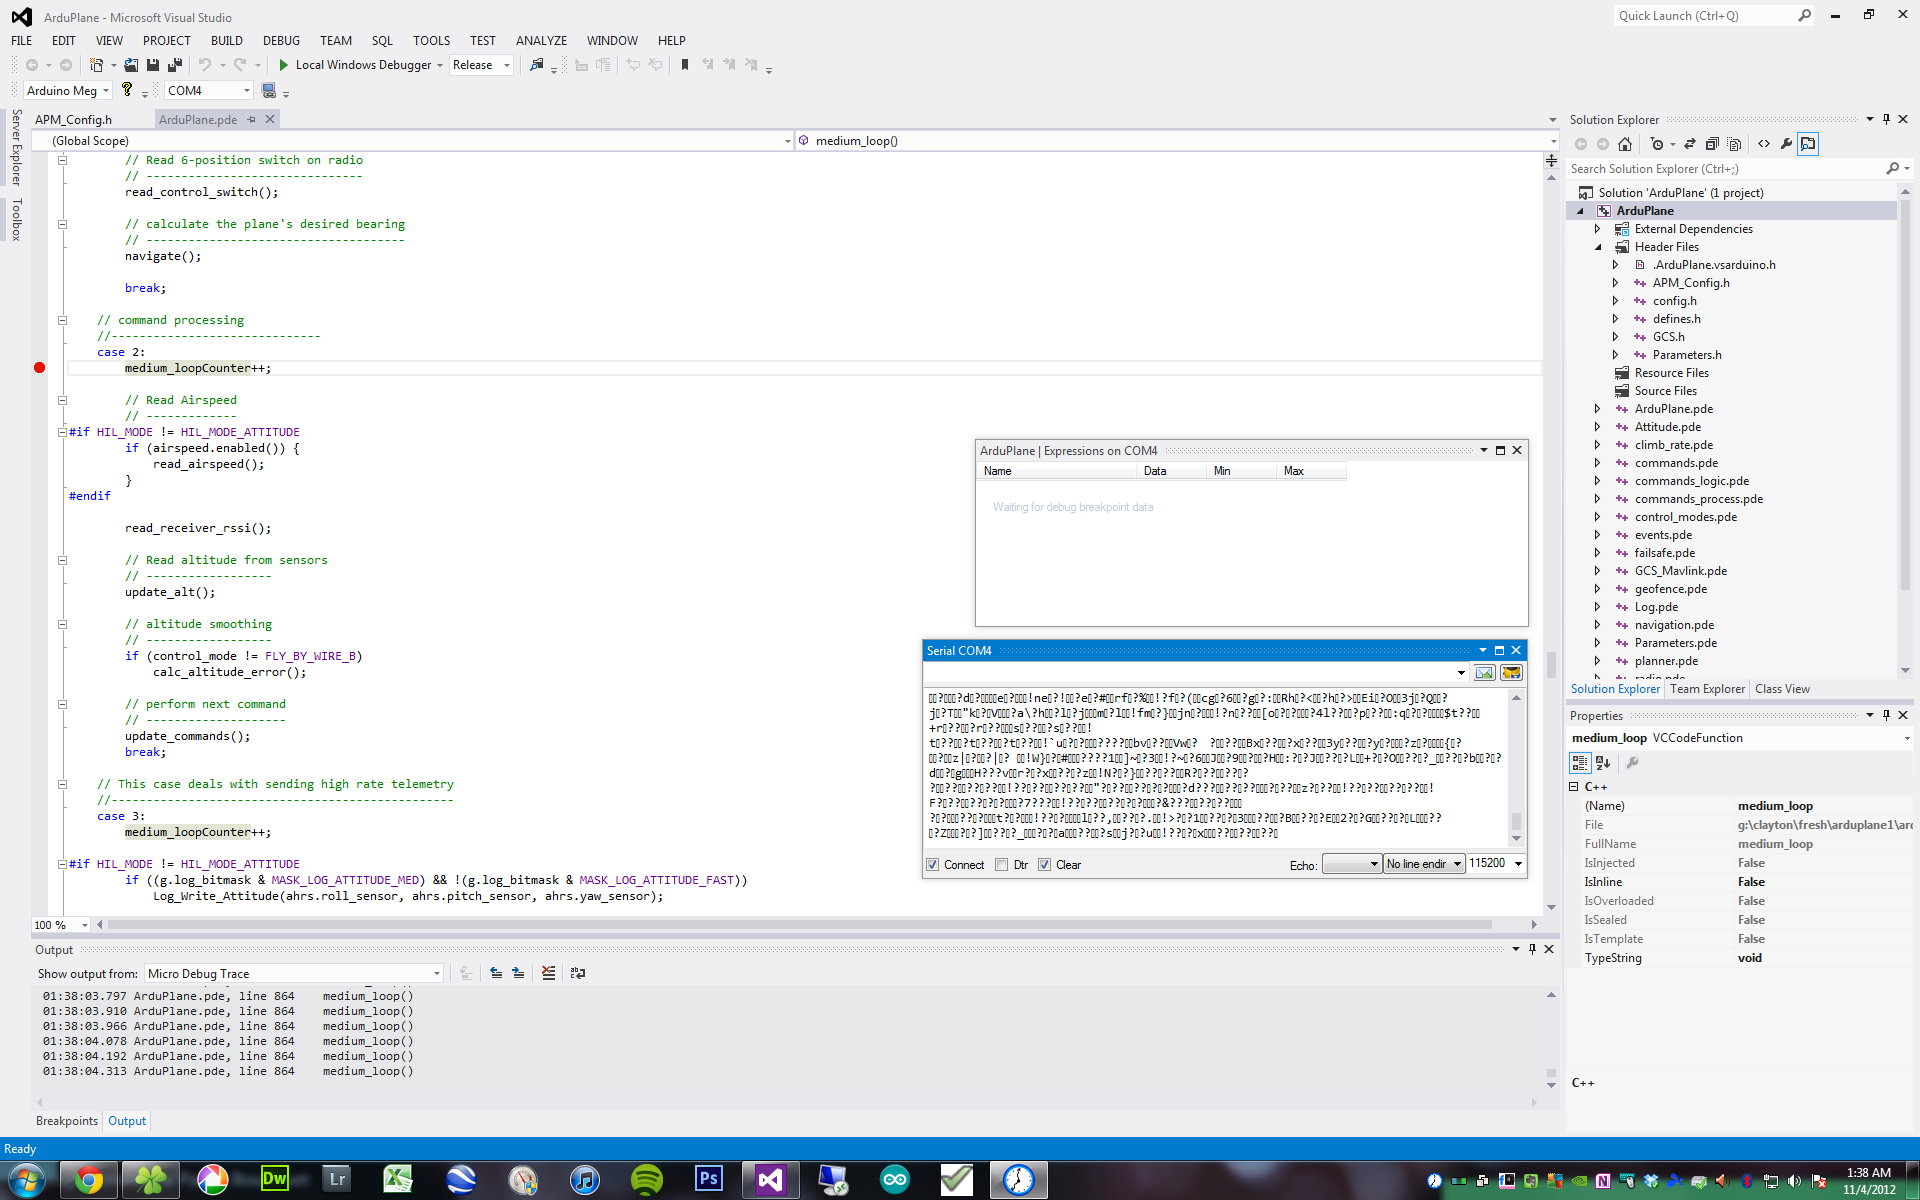 ArduPlane - Microsoft Visual Studio
Quick Launch (Ctrl+Q)
FILE EDIT VIEW PROJECT BUILD DEBUG TEAM SQL TOOLS TEST ANALYZE WINDOW HELP
Local Windows Debugger Release
Arduino Meg ? COM4
Server Explorer
Toolbox
APM_Config.h ArduPlane.pde
(Global Scope) medium_loop()
// Read 6-position switch on radio
// -------------------------------
read_control_switch();
// calculate the plane's desired bearing
// -------------------------------------
navigate();
break;
// command processing
//------------------------------
case 2:
medium_loopCounter++;
// Read Airspeed
// -------------
#if HIL_MODE != HIL_MODE_ATTITUDE
if (airspeed.enabled()) {
read_airspeed();
}
#endif
read_receiver_rssi();
// Read altitude from sensors
// ------------------
update_alt();
// altitude smoothing
// ------------------
if (control_mode != FLY_BY_WIRE_B)
calc_altitude_error();
// perform next command
// --------------------
update_commands();
break;
// This case deals with sending high rate telemetry
//-------------------------------------------------
case 3:
medium_loopCounter++;
#if HIL_MODE != HIL_MODE_ATTITUDE
if ((g.log_bitmask & MASK_LOG_ATTITUDE_MED) && !(g.log_bitmask & MASK_LOG_ATTITUDE_FAST))
Log_Write_Attitude(ahrs.roll_sensor, ahrs.pitch_sensor, ahrs.yaw_sensor);
100 %
ArduPlane | Expressions on COM4
Name Data Min Max
Waiting for debug breakpoint data
Serial COM4
Connect Dtr Clear Echo: No line endir 115200
Output
Show output from: Micro Debug Trace
01:38:03.797 ArduPlane.pde, line 864 medium_loop()
01:38:03.910 ArduPlane.pde, line 864 medium_loop()
01:38:03.966 ArduPlane.pde, line 864 medium_loop()
01:38:04.078 ArduPlane.pde, line 864 medium_loop()
01:38:04.192 ArduPlane.pde, line 864 medium_loop()
01:38:04.313 ArduPlane.pde, line 864 medium_loop()
Breakpoints Output
Solution Explorer
Search Solution Explorer (Ctrl+;)
Solution 'ArduPlane' (1 project)
ArduPlane
External Dependencies
Header Files
.ArduPlane.vsarduino.h
APM_Config.h
config.h
defines.h
GCS.h
Parameters.h
Resource Files
Source Files
ArduPlane.pde
Attitude.pde
climb_rate.pde
commands.pde
commands_logic.pde
commands_process.pde
control_modes.pde
events.pde
failsafe.pde
GCS_Mavlink.pde
geofence.pde
Log.pde
navigation.pde
Parameters.pde
planner.pde
radio.pde
Solution Explorer Team Explorer Class View
Properties
medium_loop VCCodeFunction
C++
(Name) medium_loop
File g:\clayton\fresh\arduplane1\arc
FullName medium_loop
IsInjected False
IsInline False
IsOverloaded False
IsSealed False
IsTemplate False
TypeString void
C++
Ready
Dw Lr Ps
1:38 AM
11/4/2012